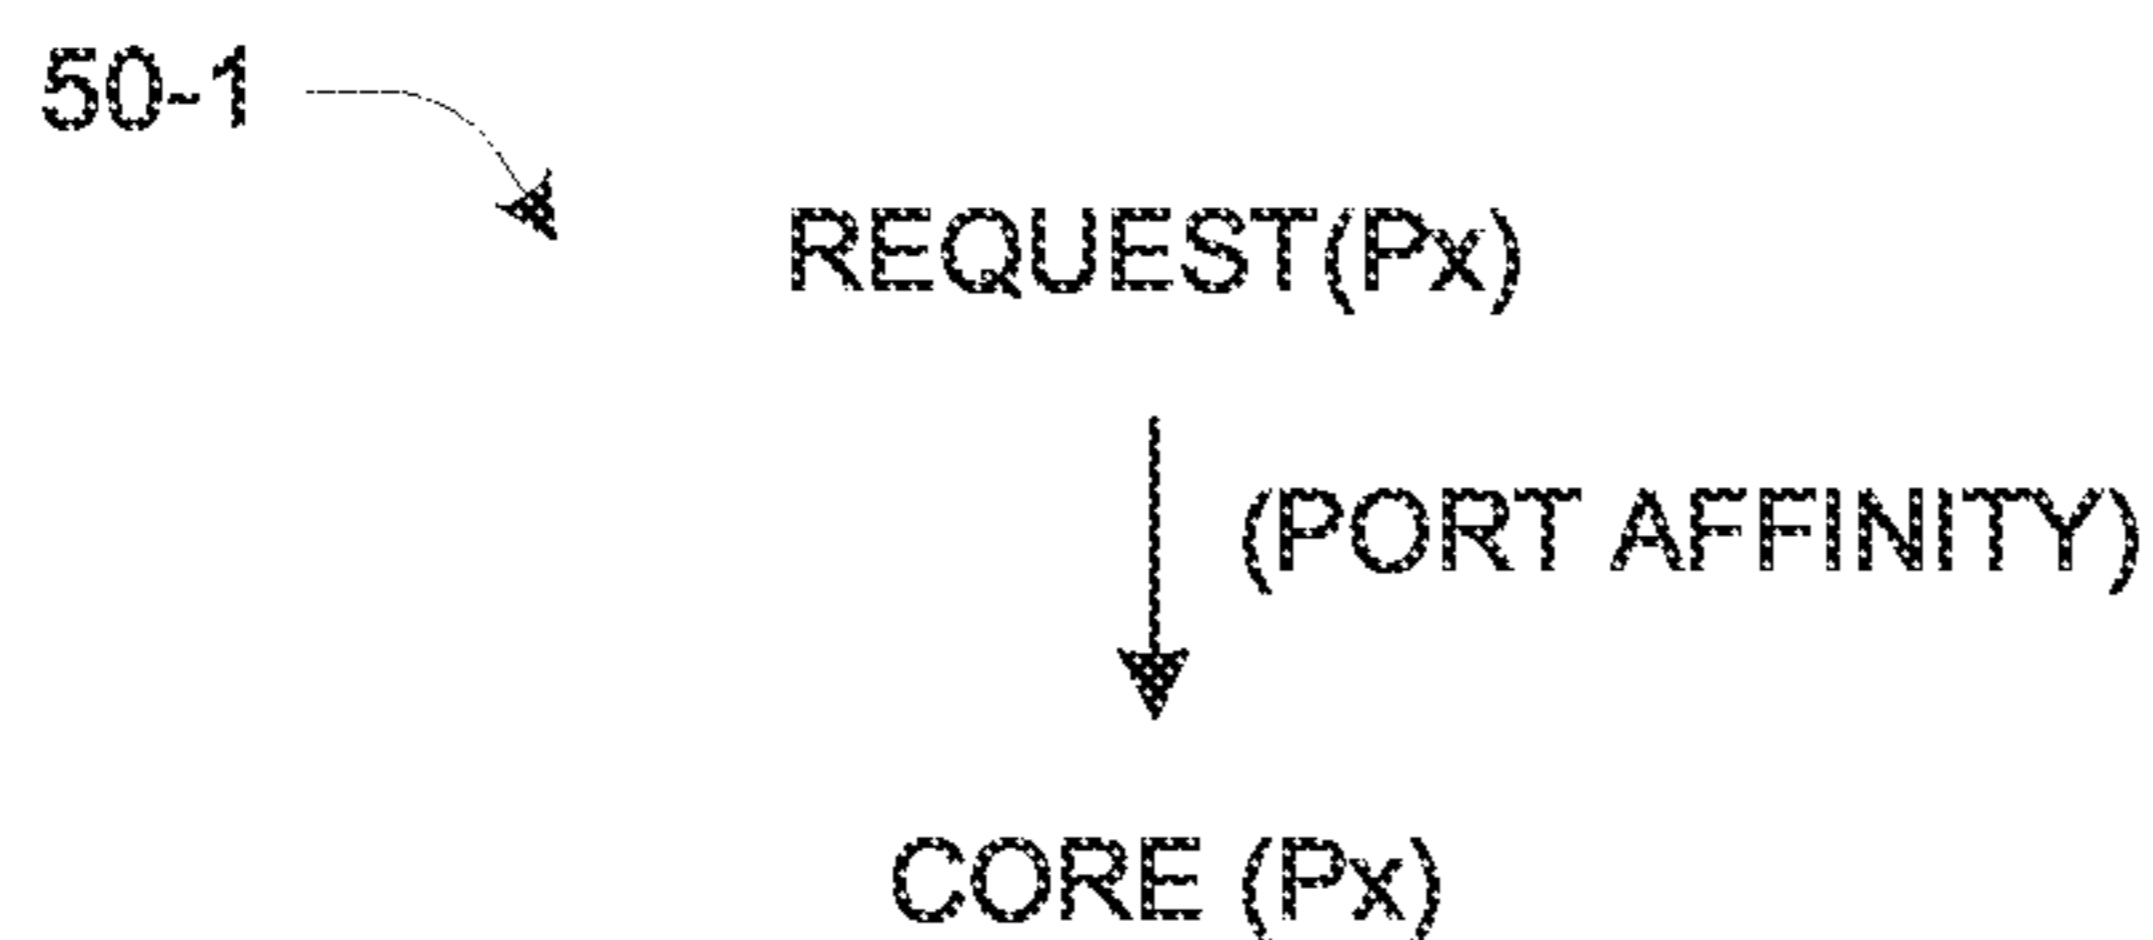 50-1
REQUEST(Px)
(PORT AFFINITY)
CORE (Px)